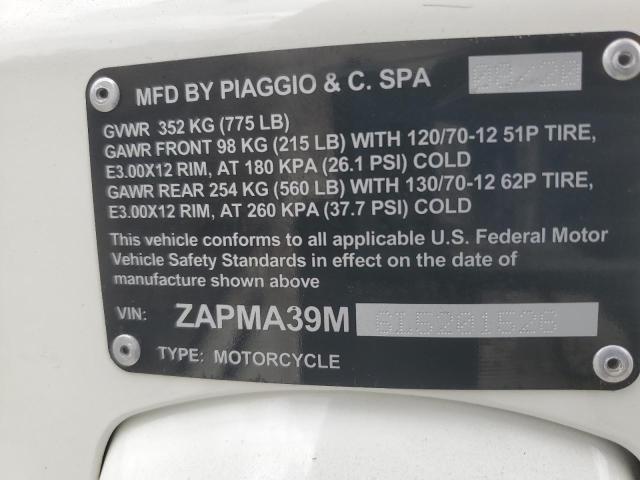 MFD BY PIAGGIO & C. SPA 09/20
GVWR 352 KG (775 LB)
GAWR FRONT 98 KG (215 LB) WITH 120/70-12 51P TIRE,
E3.00X12 RIM, AT 180 KPA (26.1 PSI) COLD
GAWR REAR 254 KG (560 LB) WITH 130/70-12 62P TIRE,
E3.00X12 RIM, AT 260 KPA (37.7 PSI) COLD
This vehicle conforms to all applicable U.S. Federal Motor
Vehicle Safety Standards in effect on the date of
manufacture shown above
VIN: ZAPMA39M
TYPE: MOTORCYCLE